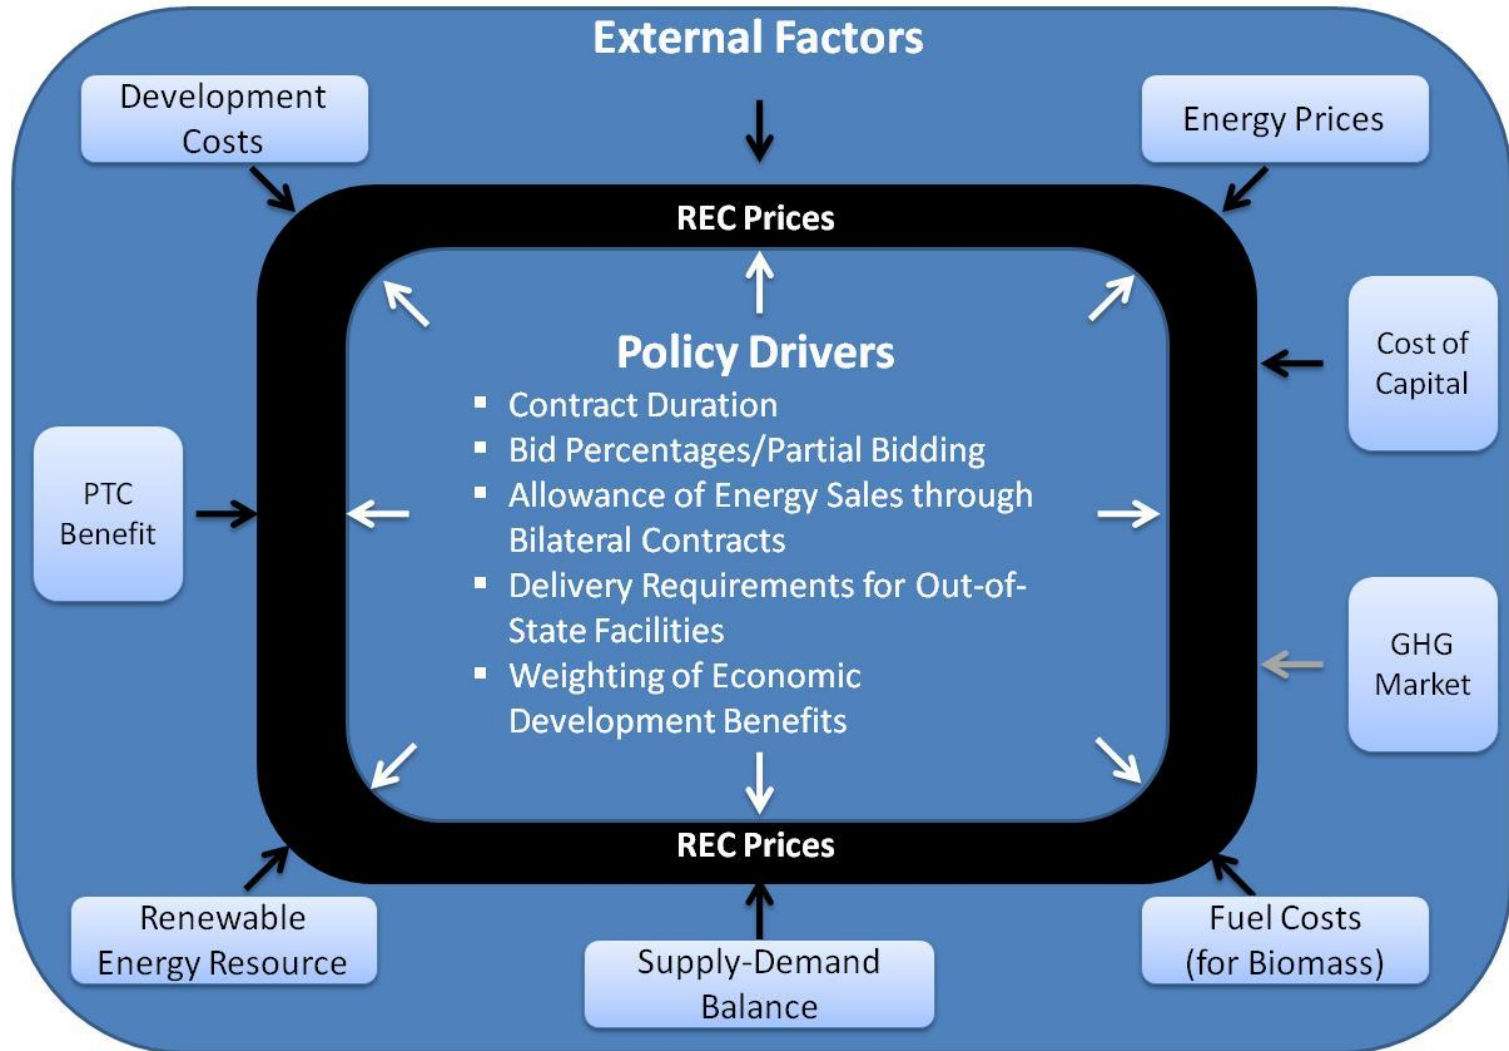 External Factors
Development
Costs
Energy Prices
REC Prices
Policy Drivers
▪ Contract Duration
▪ Bid Percentages/Partial Bidding
▪ Allowance of Energy Sales through
Bilateral Contracts
▪ Delivery Requirements for Out-of-
State Facilities
▪ Weighting of Economic
Development Benefits
Cost of
Capital
PTC
Benefit
GHG
Market
REC Prices
Renewable
Energy Resource
Supply-Demand
Balance
Fuel Costs
(for Biomass)